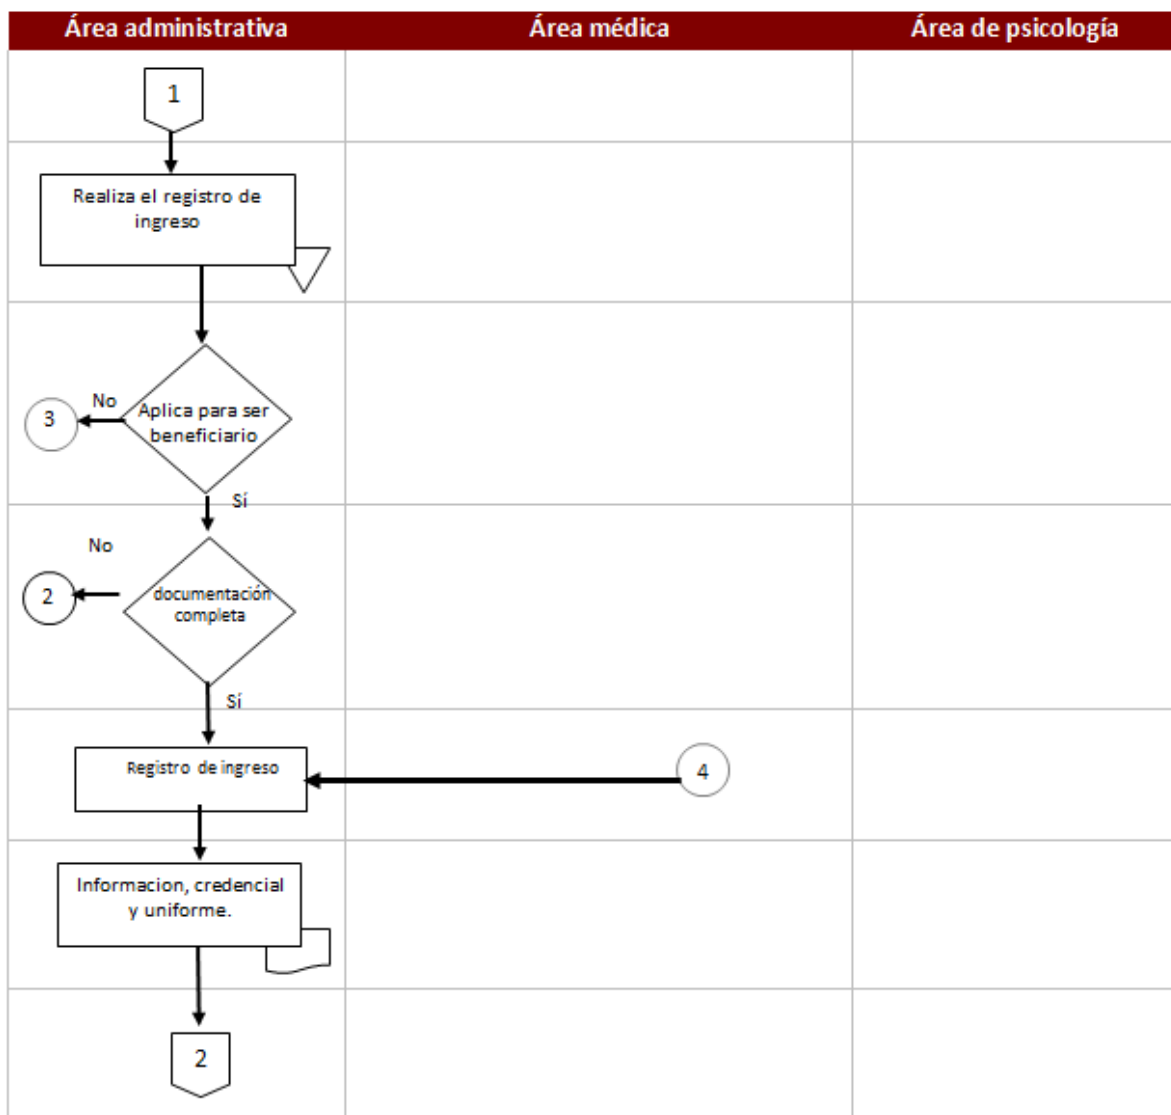 Área administrativa
Área médica
Área de psicología
1
Realiza el registro de
ingreso
No
3
Aplica para ser
beneficiario
Sí
No
2
documentación
completa
Sí
Registro de ingreso
4
Informacion, credencial
y uniforme.
2